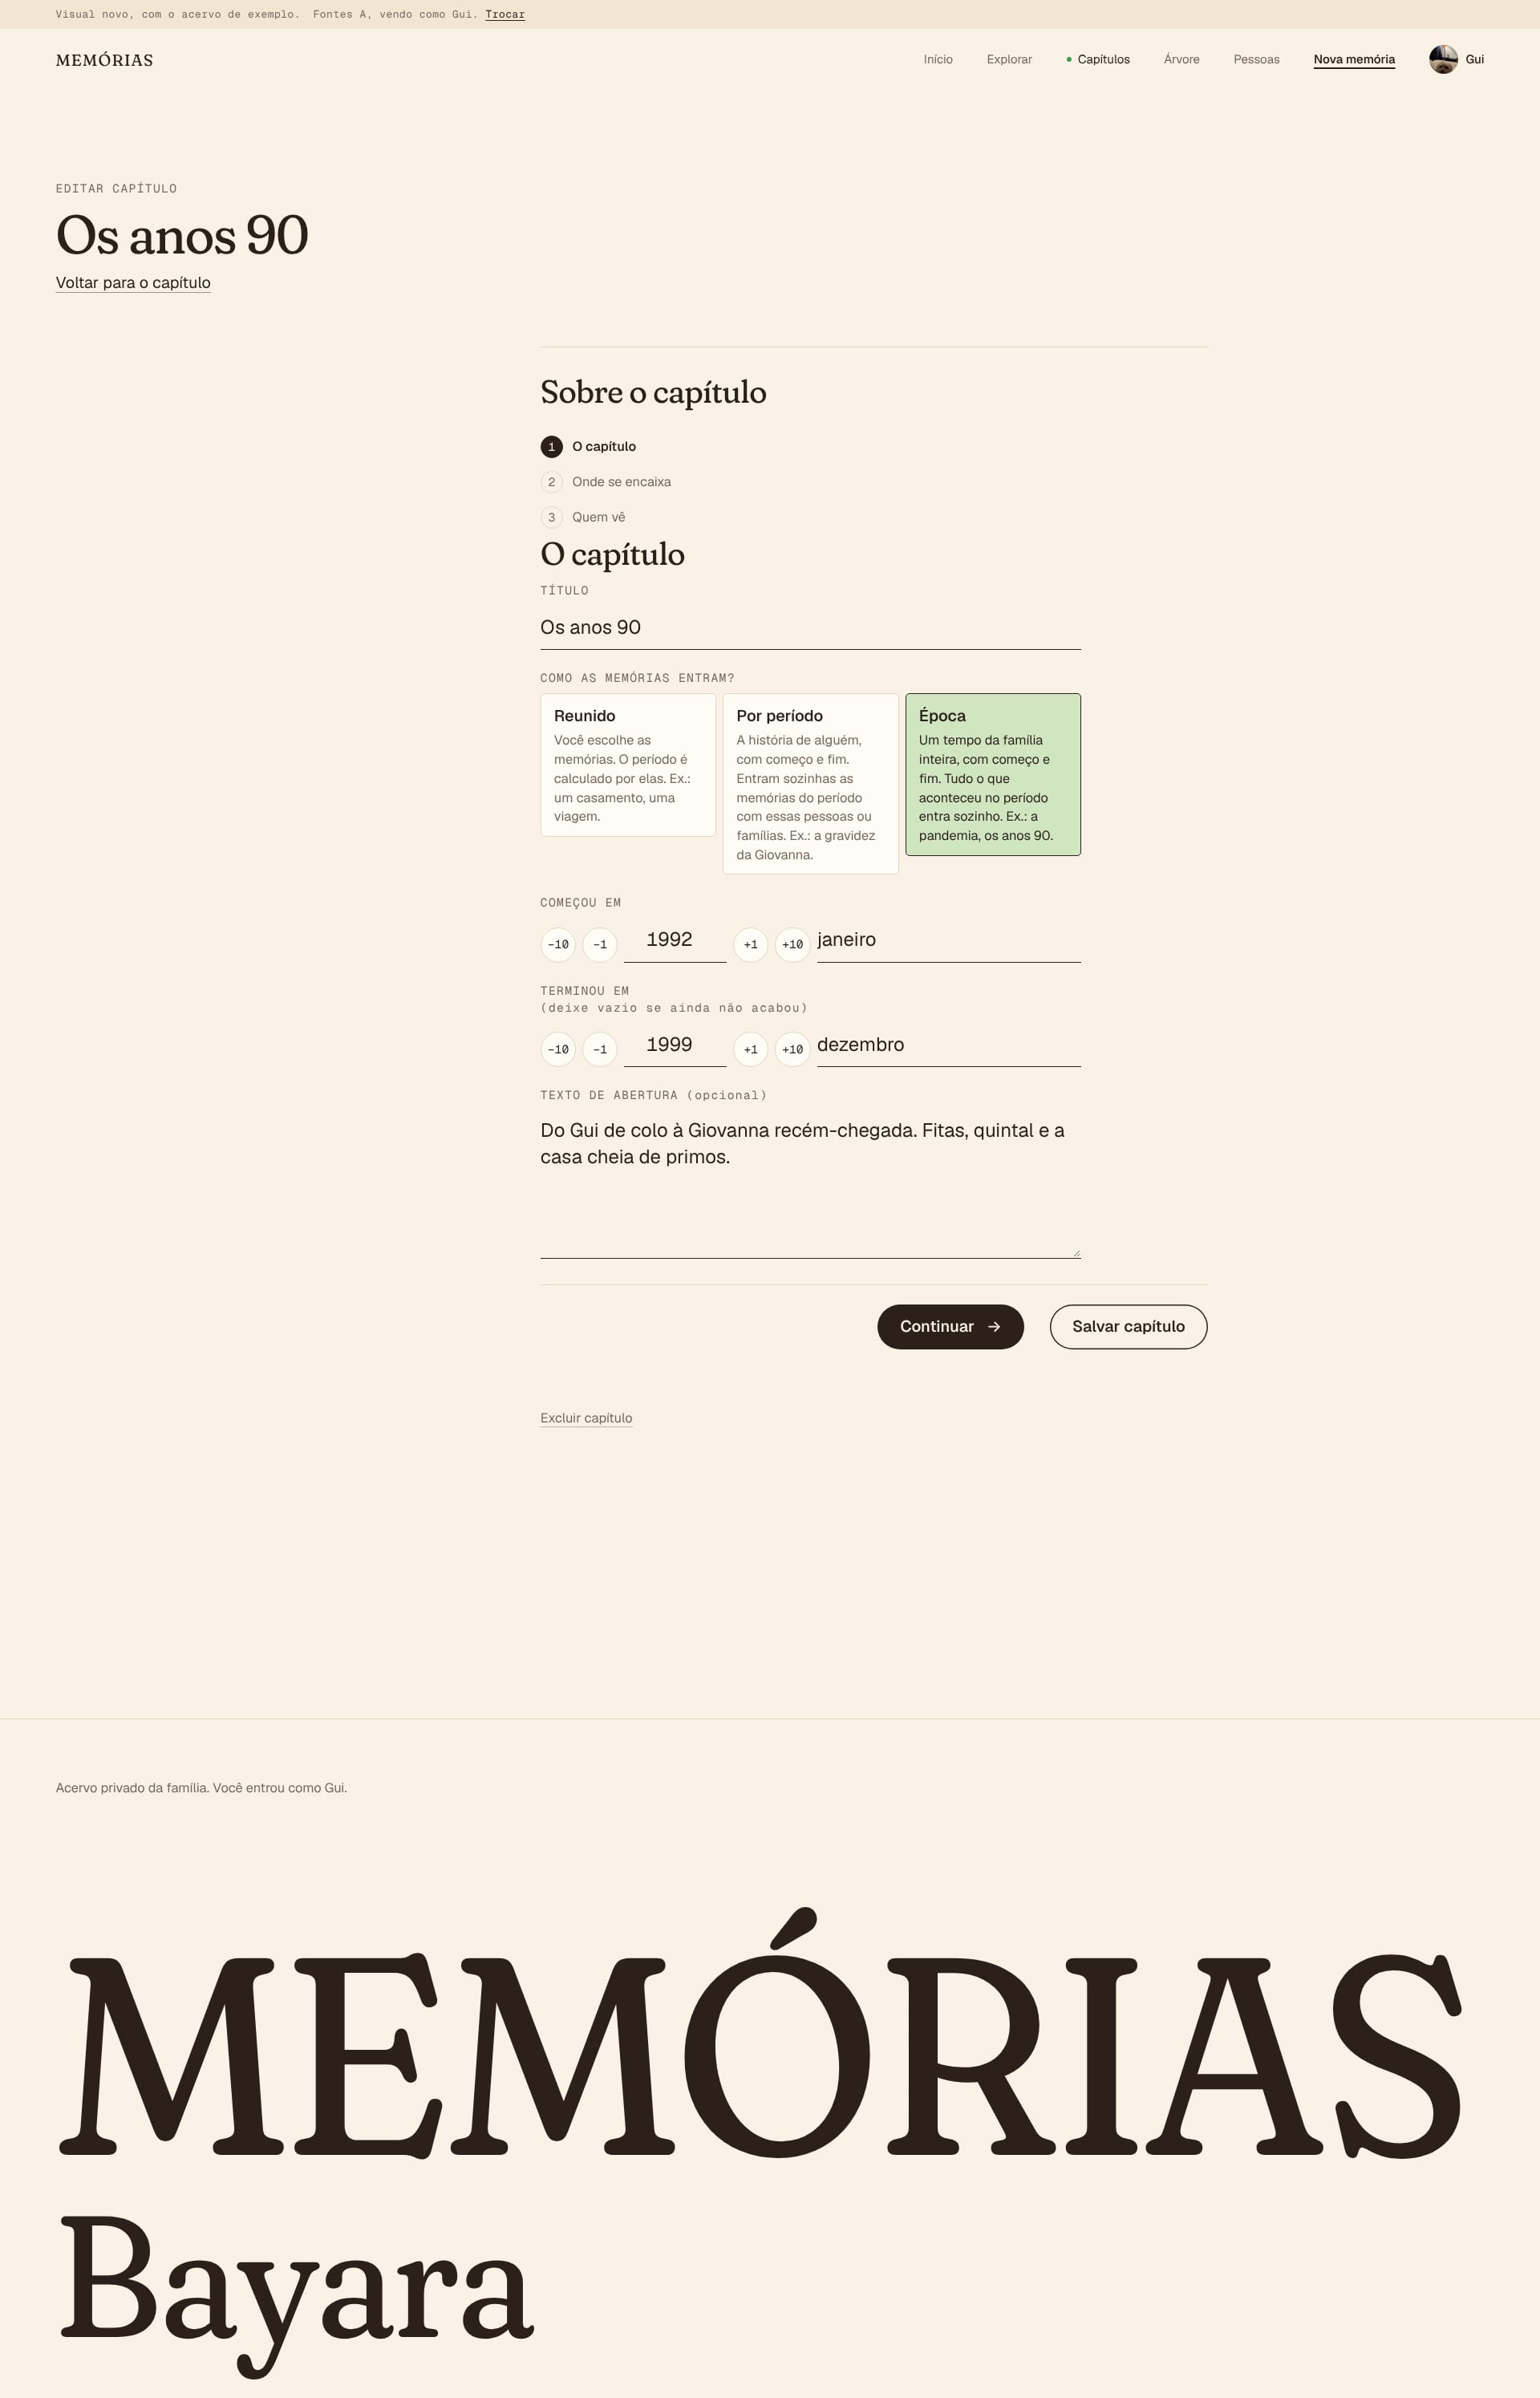 Visual novo, com o acervo de exemplo. Fontes A, vendo como Gui. Trocar
MEMÓRIAS
Início
Explorar
Capítulos
Árvore
Pessoas
Nova memória
Gui
EDITAR CAPÍTULO
Os anos 90
Voltar para o capítulo
Sobre o capítulo
1 O capítulo
2 Onde se encaixa
3 Quem vê
O capítulo
TÍTULO
Os anos 90
COMO AS MEMÓRIAS ENTRAM?
Reunido
Você escolhe as
memórias. O período é
calculado por elas. Ex.:
um casamento, uma
viagem.
Por período
A história de alguém,
com começo e fim.
Entram sozinhas as
memórias do período
com essas pessoas ou
famílias. Ex.: a gravidez
da Giovanna.
Época
Um tempo da família
inteira, com começo e
fim. Tudo o que
aconteceu no período
entra sozinho. Ex.: a
pandemia, os anos 90.
COMEÇOU EM
−10 −1 1992 +1 +10 janeiro
TERMINOU EM
(deixe vazio se ainda não acabou)
−10 −1 1999 +1 +10 dezembro
TEXTO DE ABERTURA (opcional)
Do Gui de colo à Giovanna recém-chegada. Fitas, quintal e a
casa cheia de primos.
Continuar →
Salvar capítulo
Excluir capítulo
Acervo privado da família. Você entrou como Gui.
MEMÓRIAS
Bayara